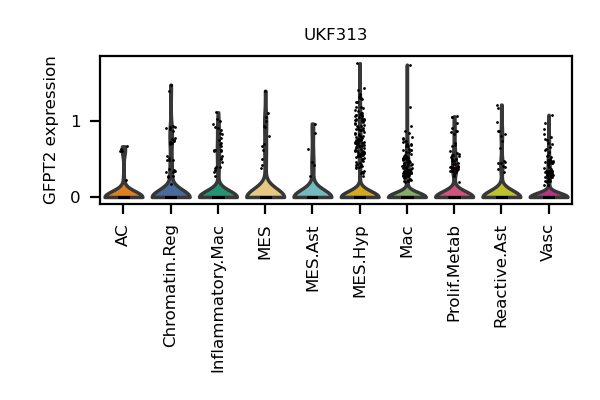 UKF313
GFPT2 expression
1
0
AC
Chromatin.Reg
Inflammatory.Mac
MES
MES.Ast
MES.Hyp
Mac
Prolif.Metab
Reactive.Ast
Vasc